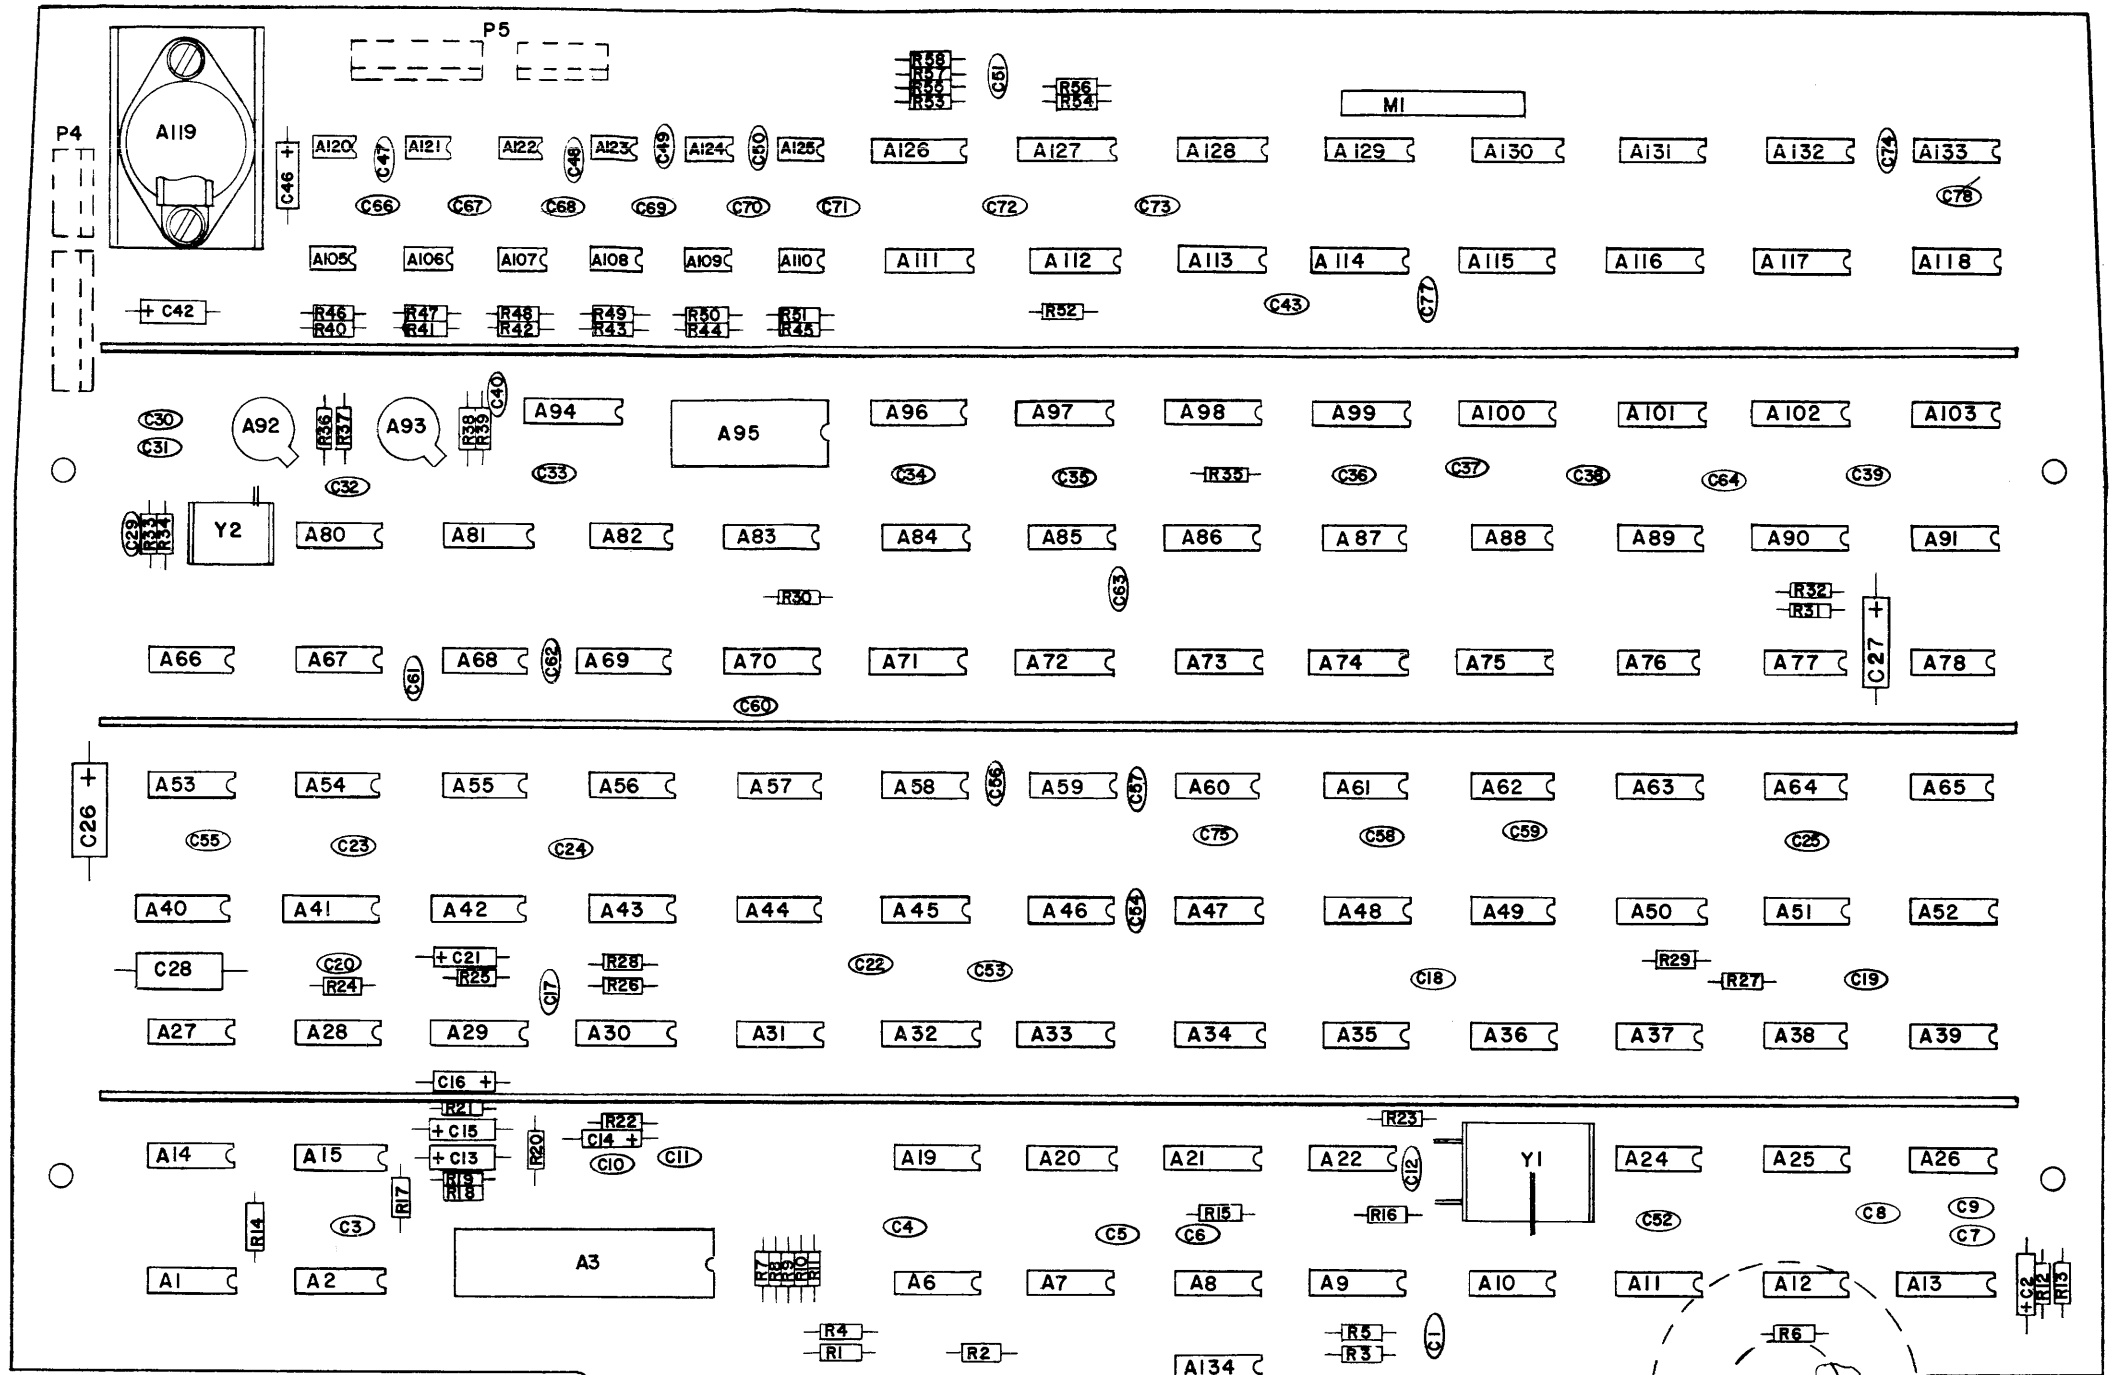 P5
R58
R57
R55
R53
C51
R56
R54
M1
P4
A119
C46 +
A120 C47 A121 A122 C48 A123 C49 A124 C50 A125 A126 A127 A128 A129 A130 A131 A132 C74 A133
C66 C67 C68 C69 C70 C71 C72 C73 C78
A105 A106 A107 A108 A109 A110 A111 A112 A113 A114 A115 A116 A117 A118
+ C42 R46 R47 R48 R49 R50 R51 R52 C43 C77
R40 R41 R42 R43 R44 R45
C30 A92 R36 R37 A93 R38 R39 C40 A94 A95 A96 A97 A98 A99 A100 A101 A102 A103
C31
C32 C33 C34 C35 R35 C36 C37 C38 C64 C39
C29 R33 R34 Y2 A80 A81 A82 A83 A84 A85 A86 A87 A88 A89 A90 A91
R30 C63 R32
R31
C27 +
A66 A67 C61 A68 C62 A69 A70 A71 A72 A73 A74 A75 A76 A77 A78
C60
C26 +
A53 A54 A55 A56 A57 A58 C56 A59 C57 A60 A61 A62 A63 A64 A65
C55 C23 C24 C75 C58 C59 C25
A40 A41 A42 A43 A44 A45 A46 C54 A47 A48 A49 A50 A51 A52
C28 C20 + C21 R28 C22 C53 C18 R29 R27 C19
R24 R25 C17 R26
A27 A28 A29 A30 A31 A32 A33 A34 A35 A36 A37 A38 A39
C16 +
R21 R22 R23
+ C15 R20 C14 +
A14 A15 + C13 C10 C11 A19 A20 A21 A22 C12 Y1 A24 A25 A26
R19
R18
R14 C3 R17 C4 C5 C6 R15 R16 C52 C8 C9
C7
A1 A2 A3 R7 R8 R9 R10 R11 A6 A7 A8 A9 A10 A11 A12 A13 + C2 R12 R13
R4 R5 C1 R6
R1 R2 R3
A134